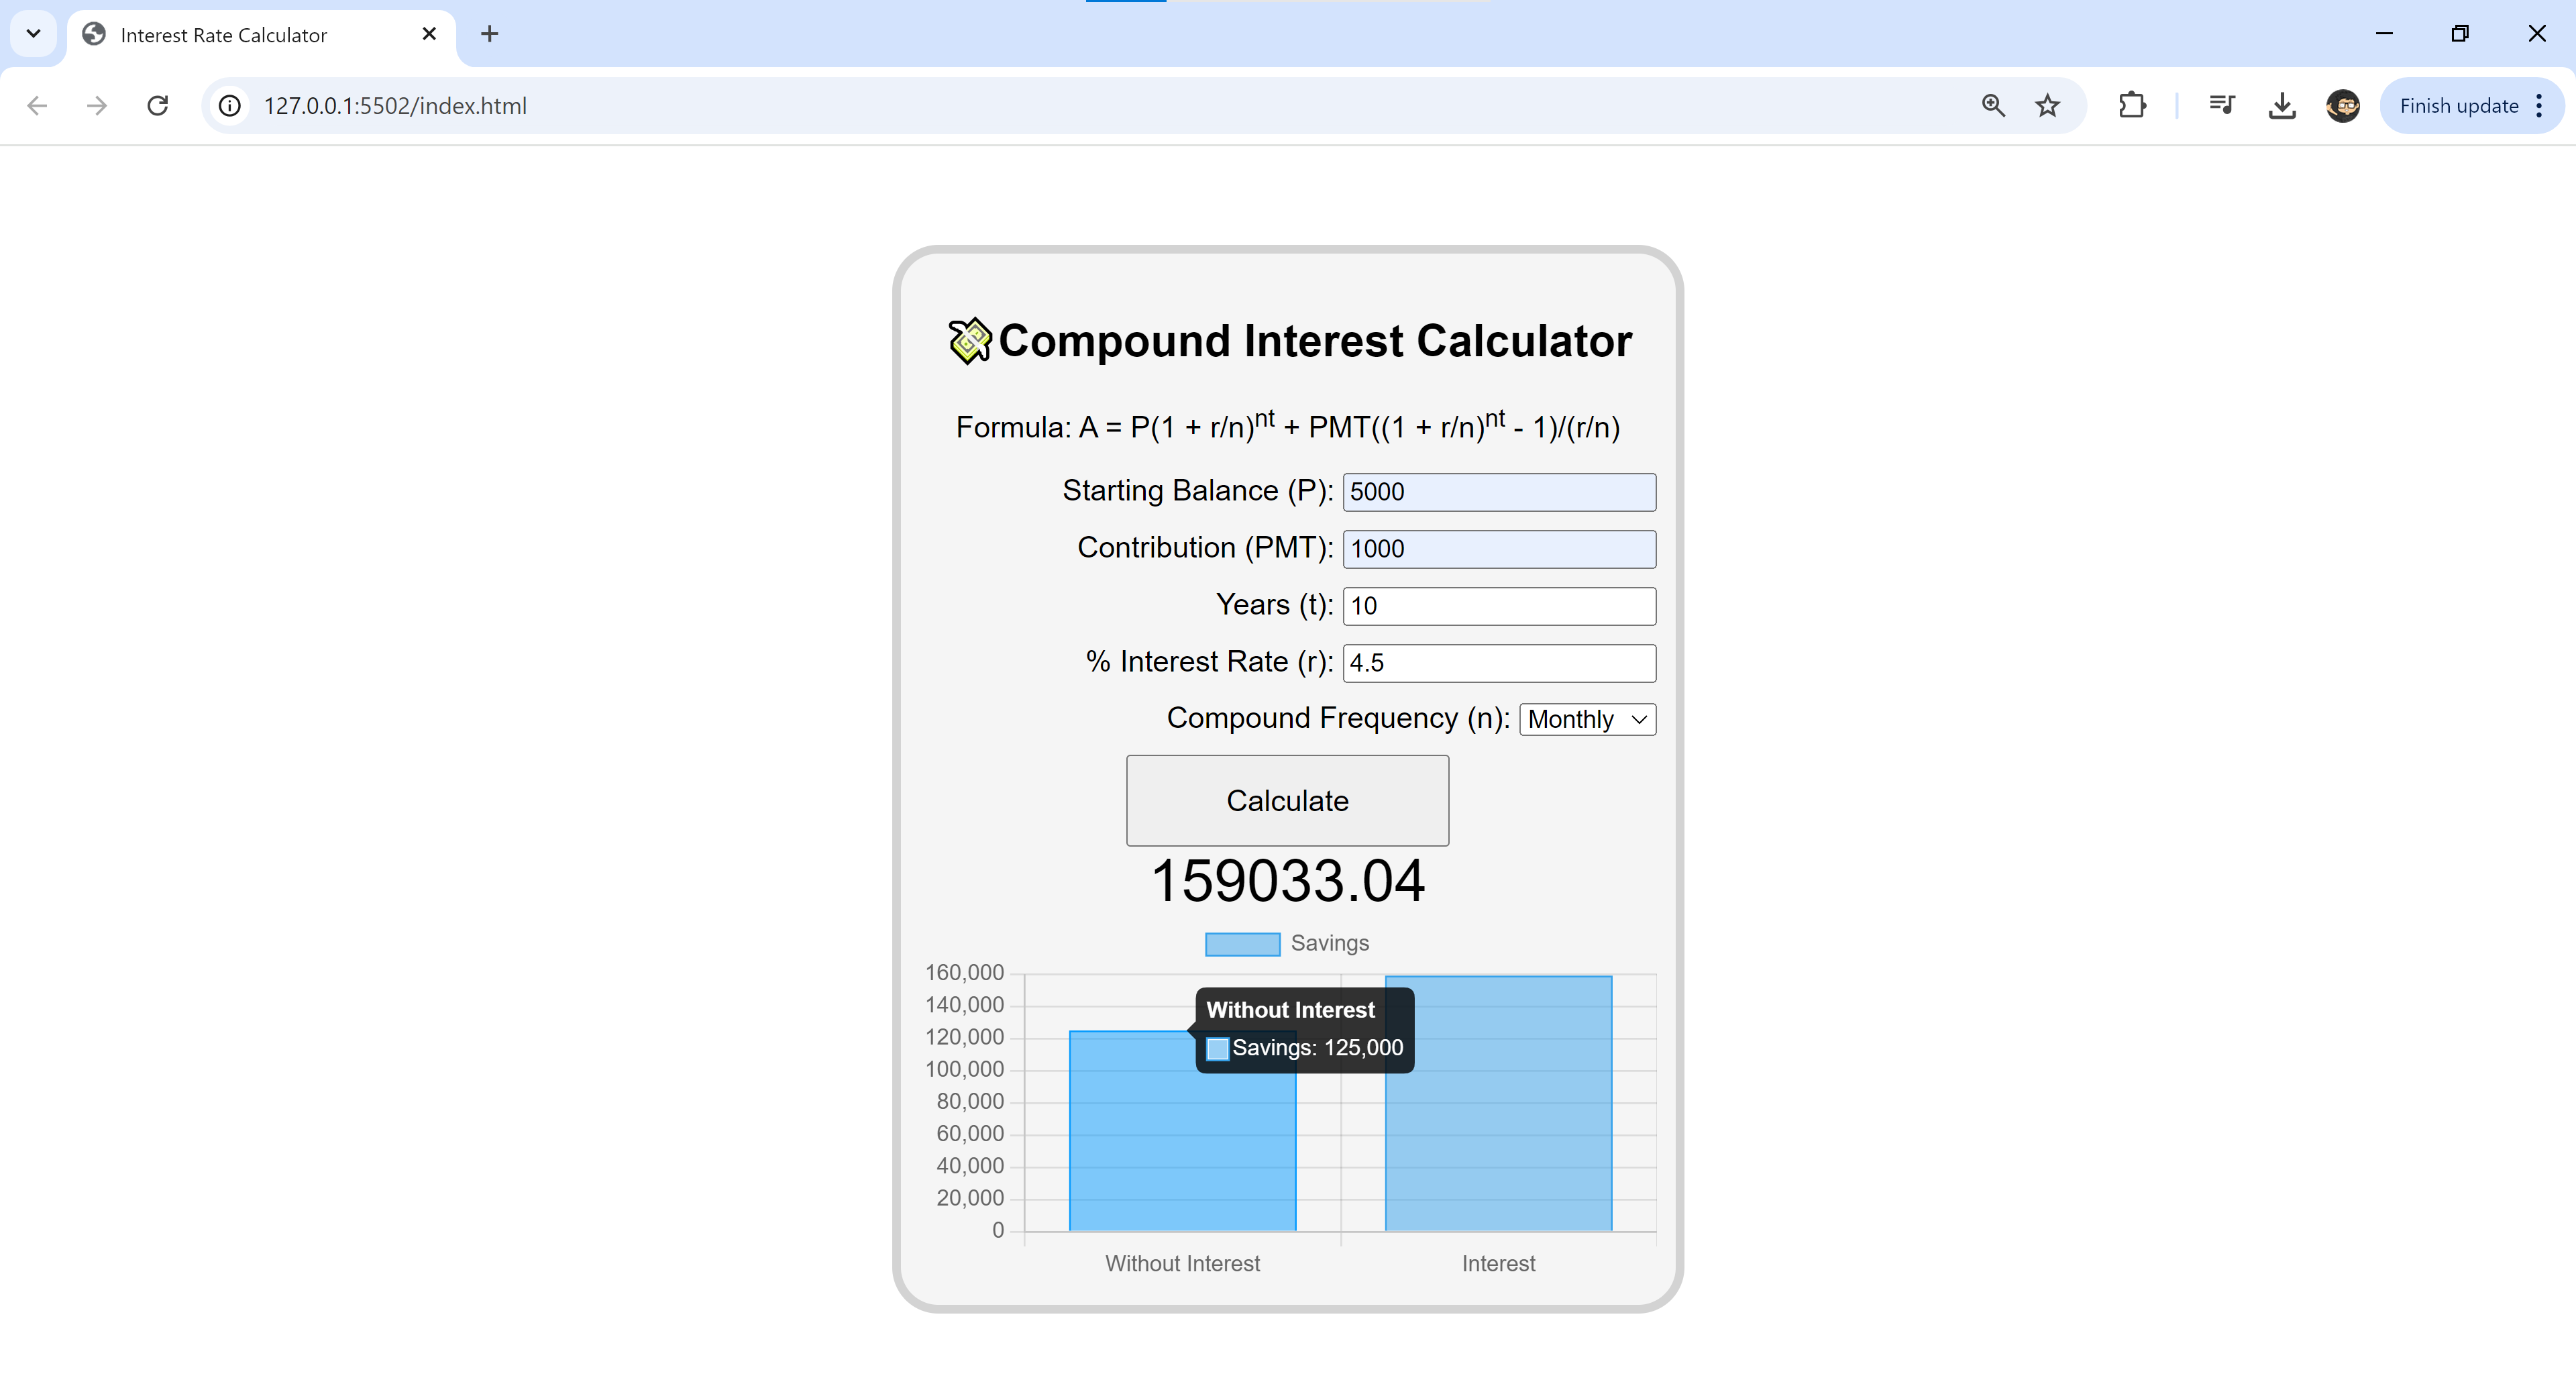 Interest Rate Calculator
127.0.0.1:5502/index.html
Finish update
Compound Interest Calculator
Formula: A = P(1 + r/n)^nt + PMT((1 + r/n)^nt - 1)/(r/n)
Starting Balance (P): 5000
Contribution (PMT): 1000
Years (t): 10
% Interest Rate (r): 4.5
Compound Frequency (n): Monthly
Calculate
159033.04
Savings
160,000
140,000
120,000
100,000
80,000
60,000
40,000
20,000
0
Without Interest
Savings: 125,000
Without Interest
Interest